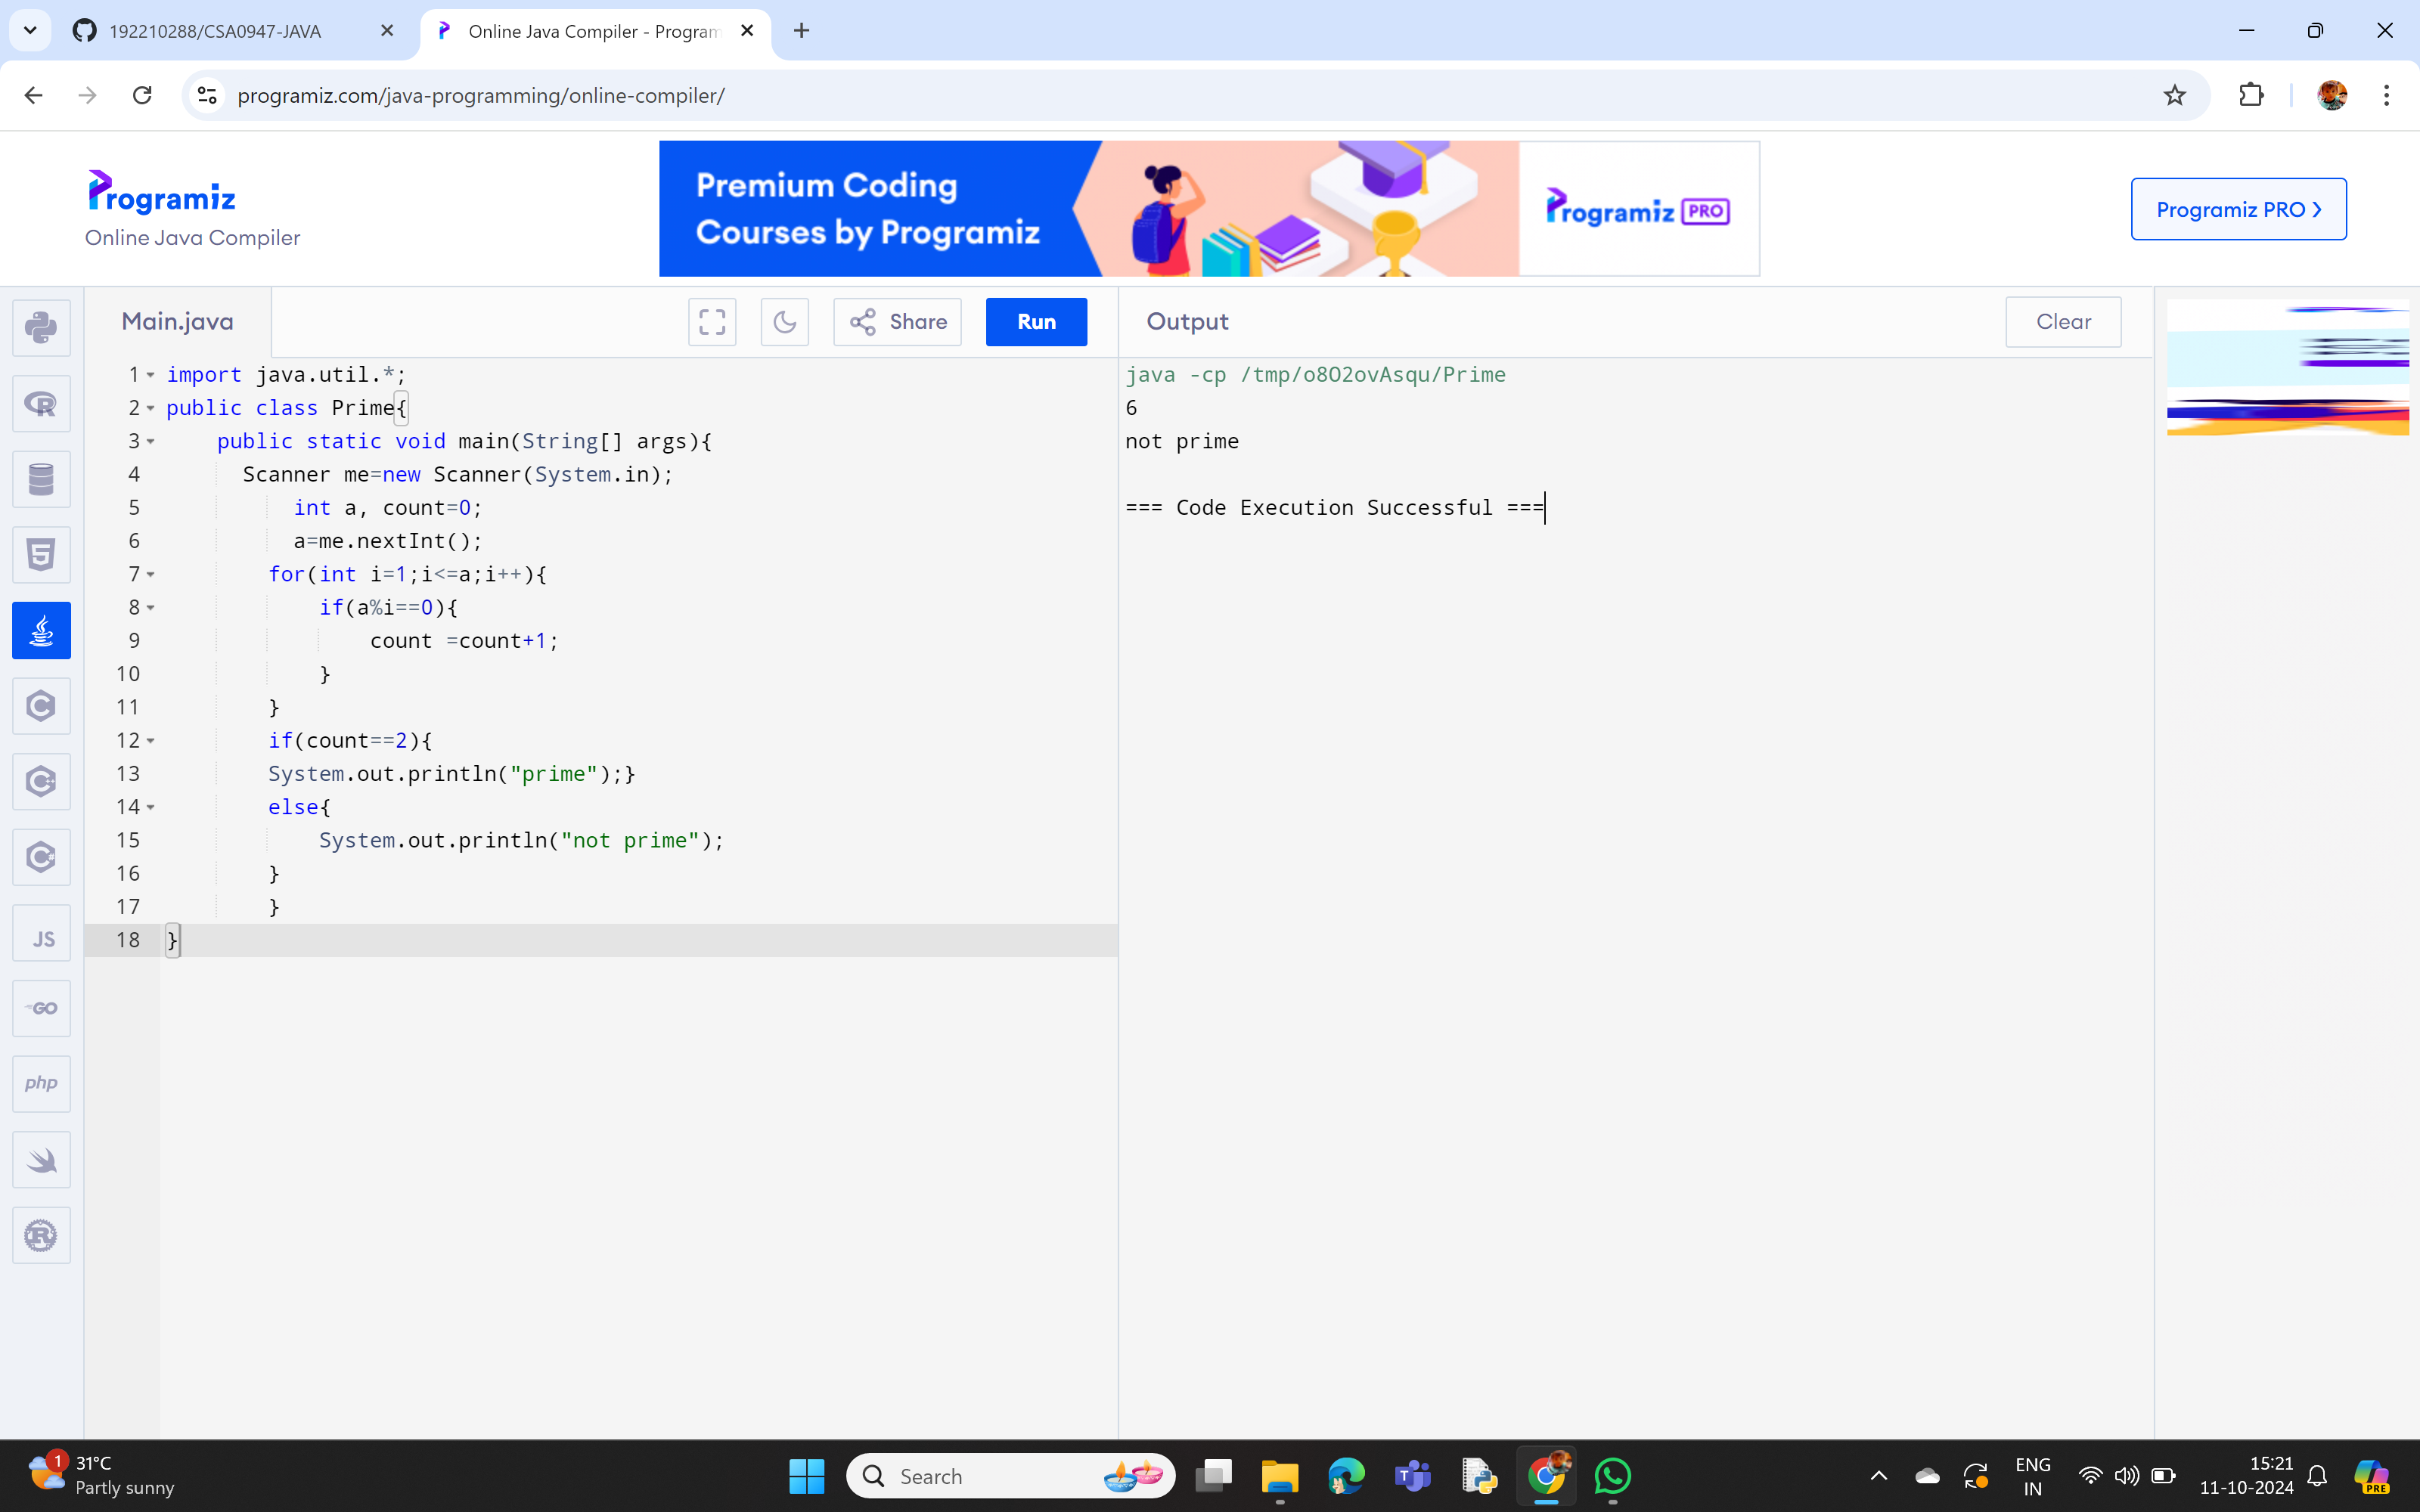 192210288/CSA0947-JAVA
Online Java Compiler - Program
programiz.com/java-programming/online-compiler/
Programiz
Online Java Compiler
Premium Coding
Courses by Programiz
Programiz PRO
Programiz PRO ❯
Main.java
Share
Run
Output
Clear
1 import java.util.*;
2 public class Prime{
3     public static void main(String[] args){
4       Scanner me=new Scanner(System.in);
5           int a, count=0;
6           a=me.nextInt();
7         for(int i=1;i<=a;i++){
8             if(a%i==0){
9                 count =count+1;
10             }
11         }
12         if(count==2){
13         System.out.println("prime");}
14         else{
15             System.out.println("not prime");
16         }
17         }
18 }
java -cp /tmp/o8O2ovAsqu/Prime
6
not prime
=== Code Execution Successful ===
R
5
C
C+
C#
JS
GO
php
R
1
31°C
Partly sunny
Search
T
ENG
IN
15:21
11-10-2024
PRE